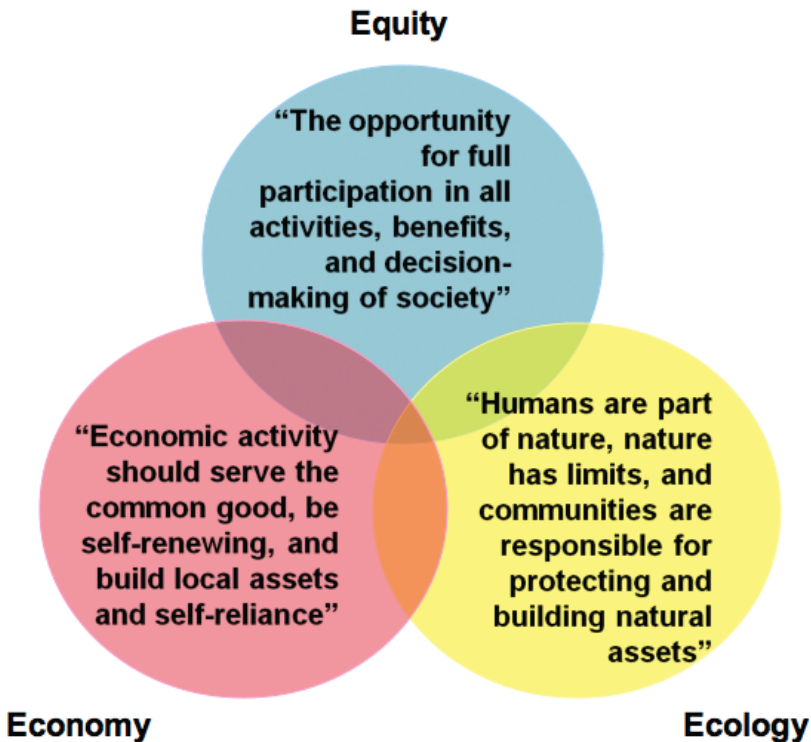 Equity
“The opportunity
for full
participation in all
activities, benefits,
and decision-
making of society”
“Economic activity
should serve the
common good, be
self-renewing, and
build local assets
and self-reliance”
“Humans are part
of nature, nature
has limits, and
communities are
responsible for
protecting and
building natural
assets”
Economy
Ecology